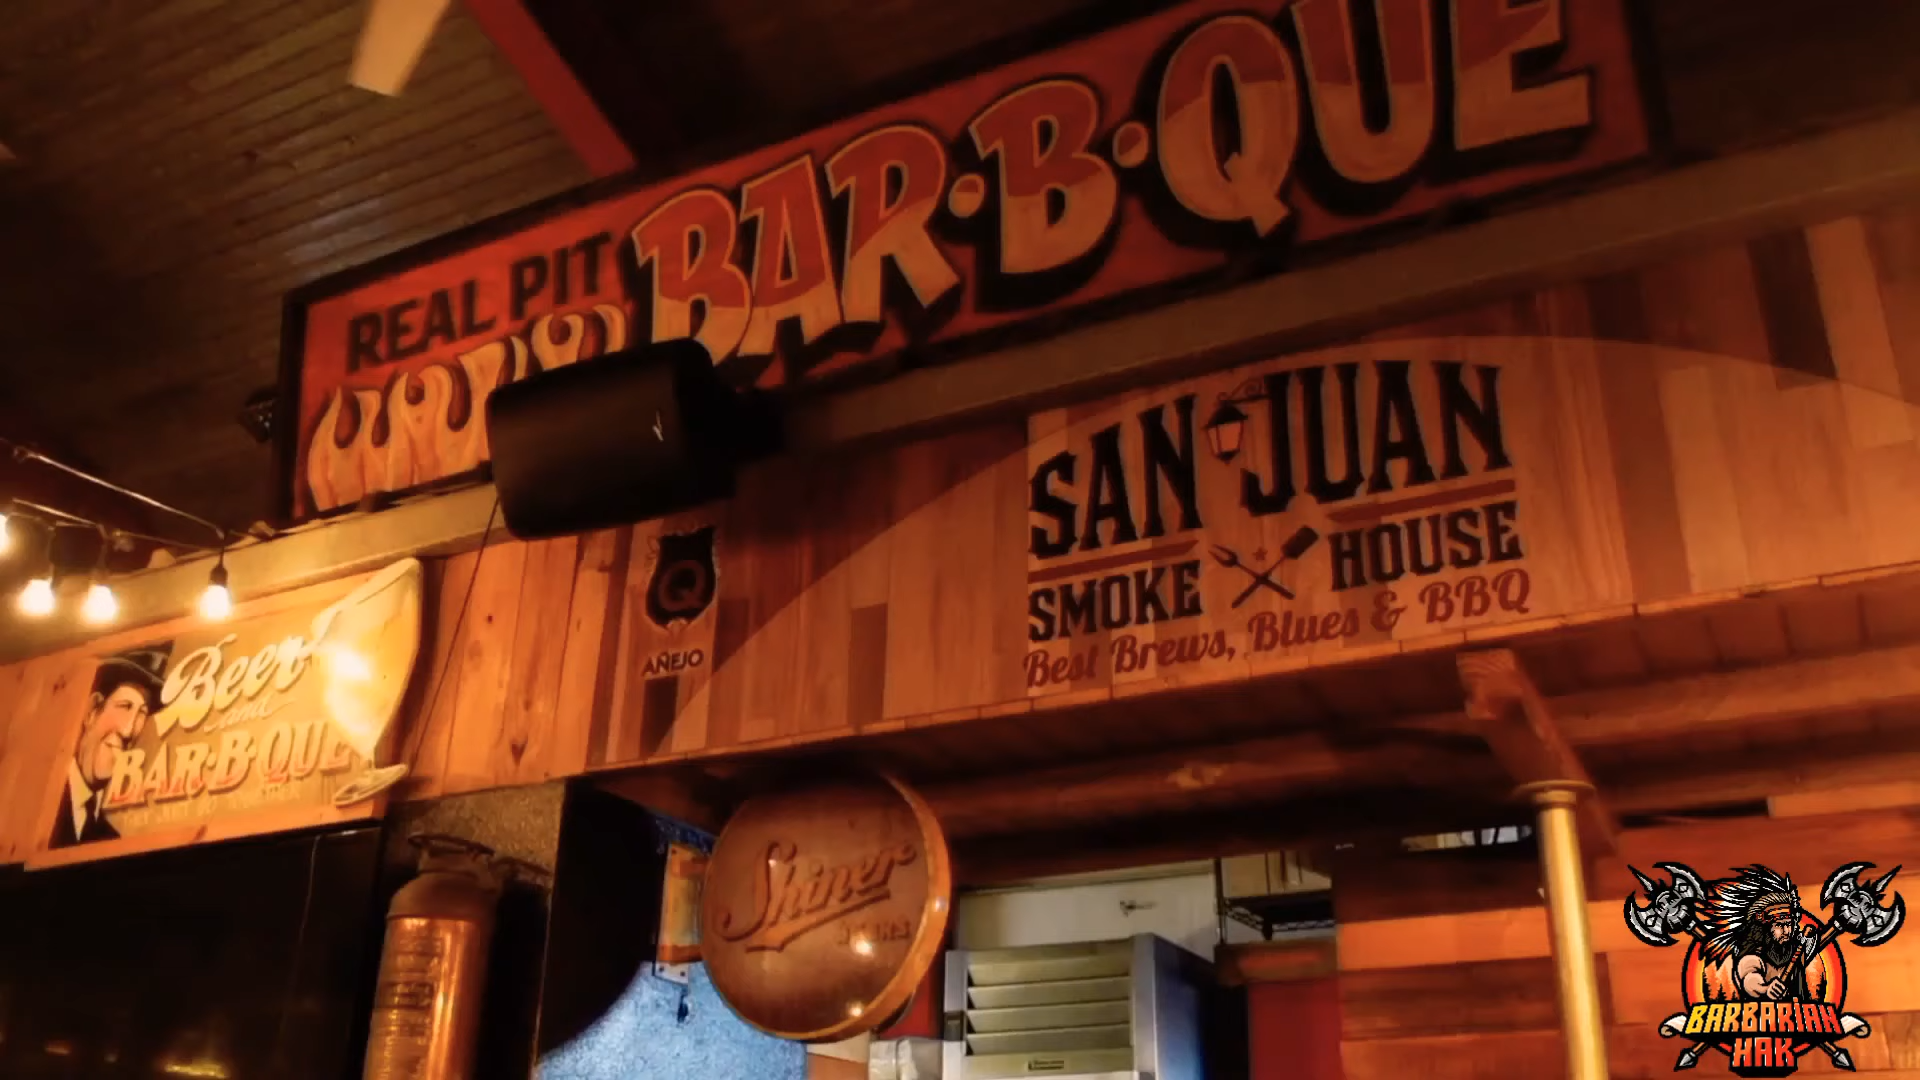 REAL PIT
BAR·B·QUE
SAN JUAN
SMOKE HOUSE
Best Brews, Blues & BBQ
Q
AÑEJO
Beer
and
BAR-B-QUE
Shiner
BEERS
BARBARIAN
HAK